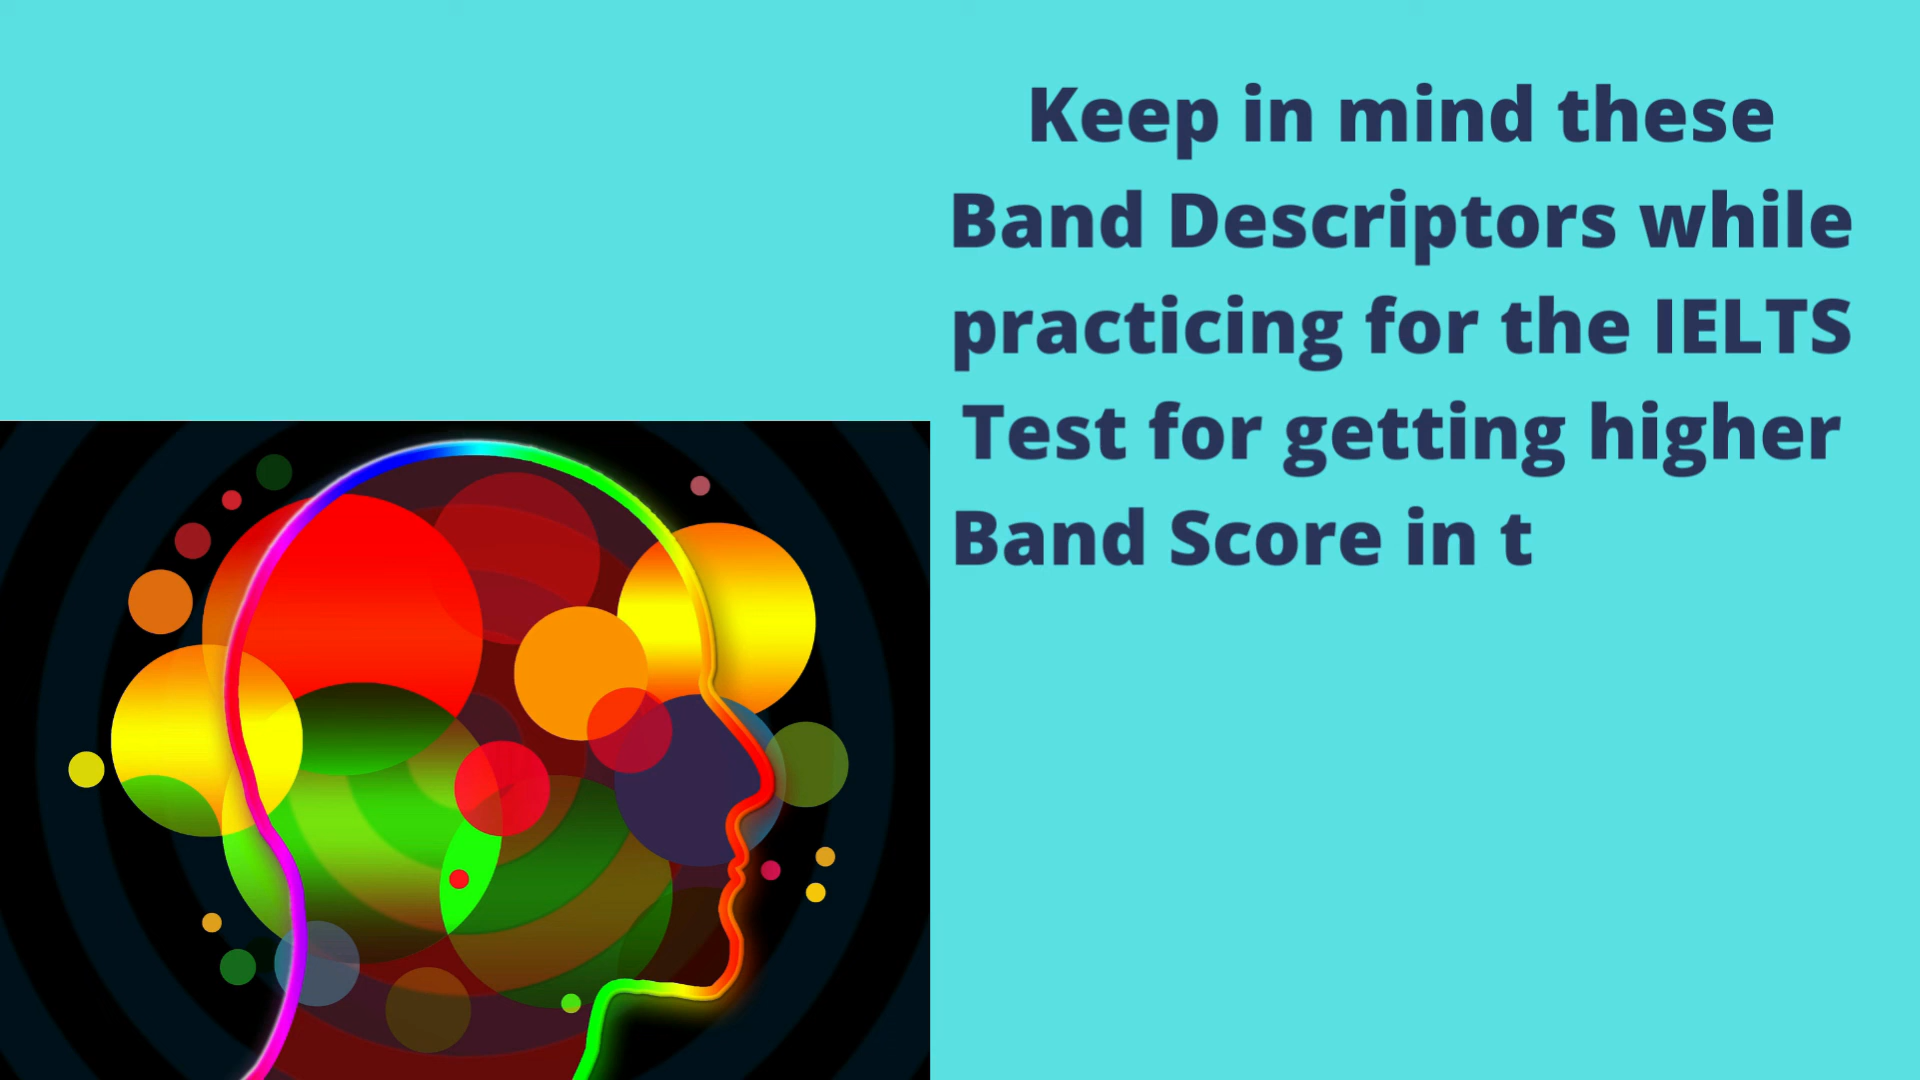 Keep in mind these
Band Descriptors while
practicing for the IELTS
Test for getting higher
Band Score in t